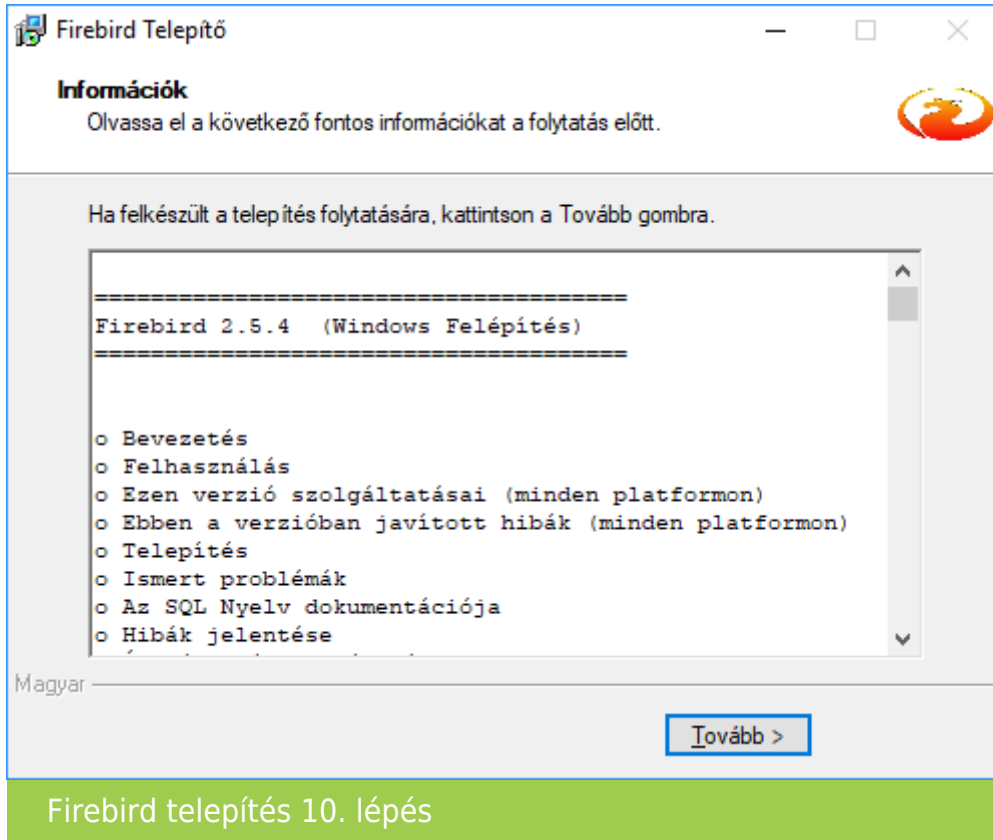 Firebird Telepítő
Információk
Olvassa el a következő fontos információkat a folytatás előtt.
Ha felkészült a telepítés folytatására, kattintson a Tovább gombra.
========================================
Firebird 2.5.4 (Windows Felépítés)
========================================
o Bevezetés
o Felhasználás
o Ezen verzió szolgáltatásai (minden platformon)
o Ebben a verzióban javított hibák (minden platformon)
o Telepítés
o Ismert problémák
o Az SQL Nyelv dokumentációja
o Hibák jelentése
Magyar
Tovább >
Firebird telepítés 10. lépés